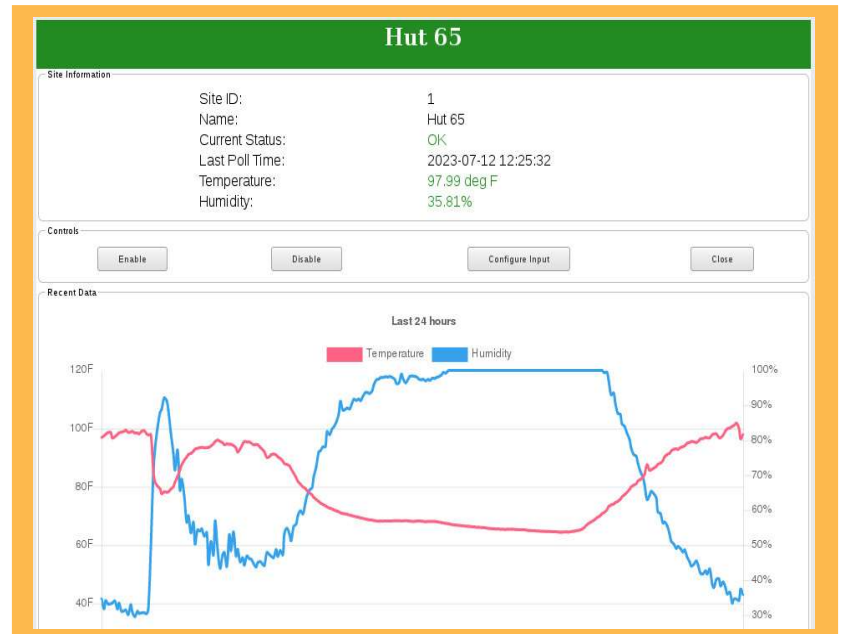 Hut 65
Site Information
Site ID: 1
Name: Hut 65
Current Status: OK
Last Poll Time: 2023-07-12 12:25:32
Temperature: 97.99 deg F
Humidity: 35.81%
Controls
Enable Disable Configure Input Close
Recent Data
Last 24 hours
Temperature Humidity
120F 100%
90%
100F
80%
80F 70%
60%
60F 50%
40%
40F 30%